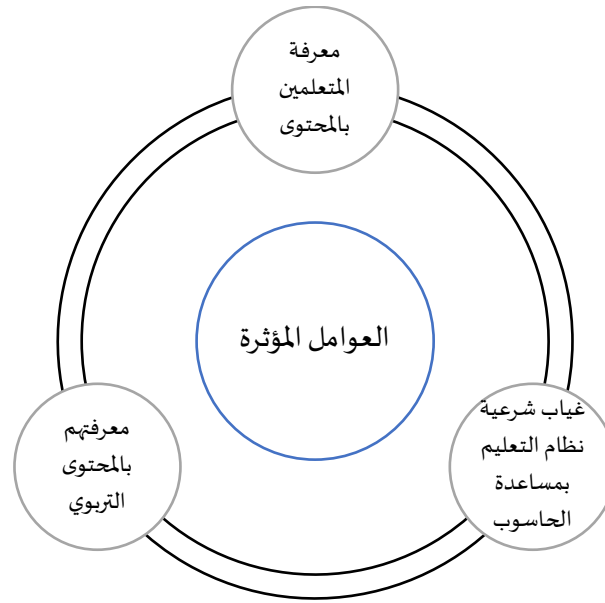 معرفة
المتعلمين
بالمحتوى
العوامل المؤثرة
غياب شرعية
نظام التعليم
بمساعدة
الحاسوب
معرفتهم
بالمحتوى
التربوي